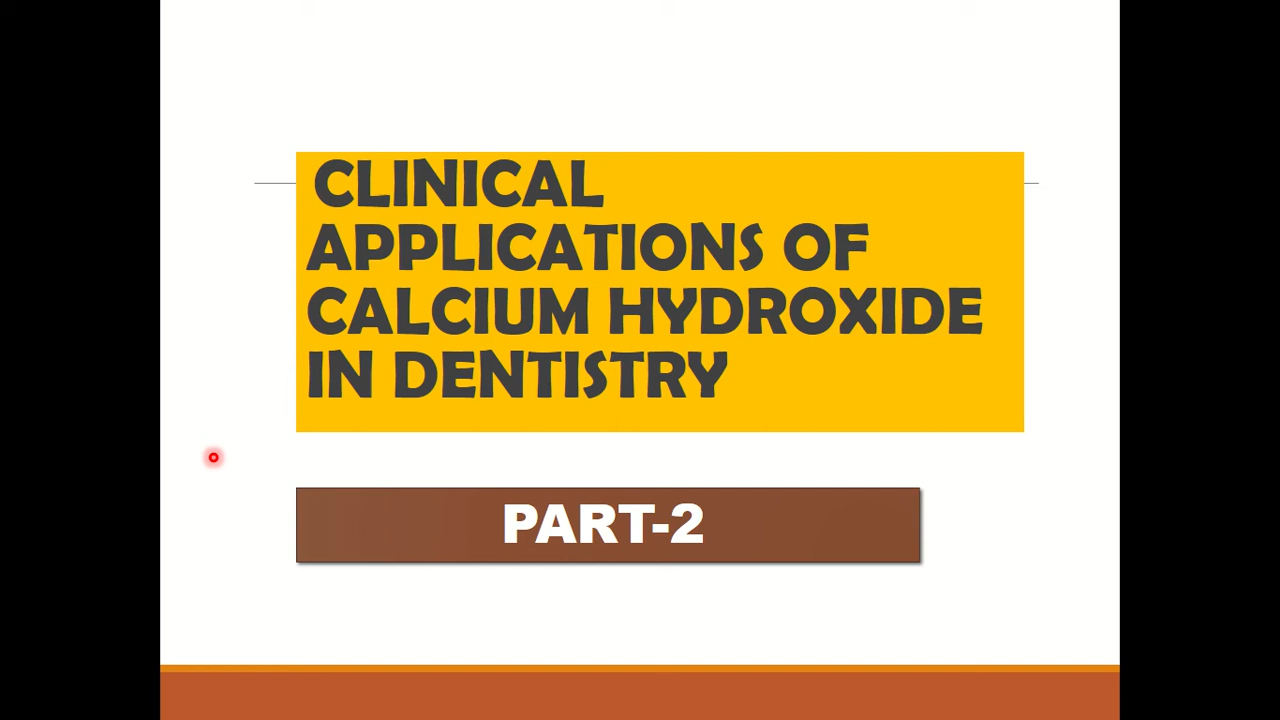 CLINICAL
APPLICATIONS OF
CALCIUM HYDROXIDE
IN DENTISTRY
PART-2